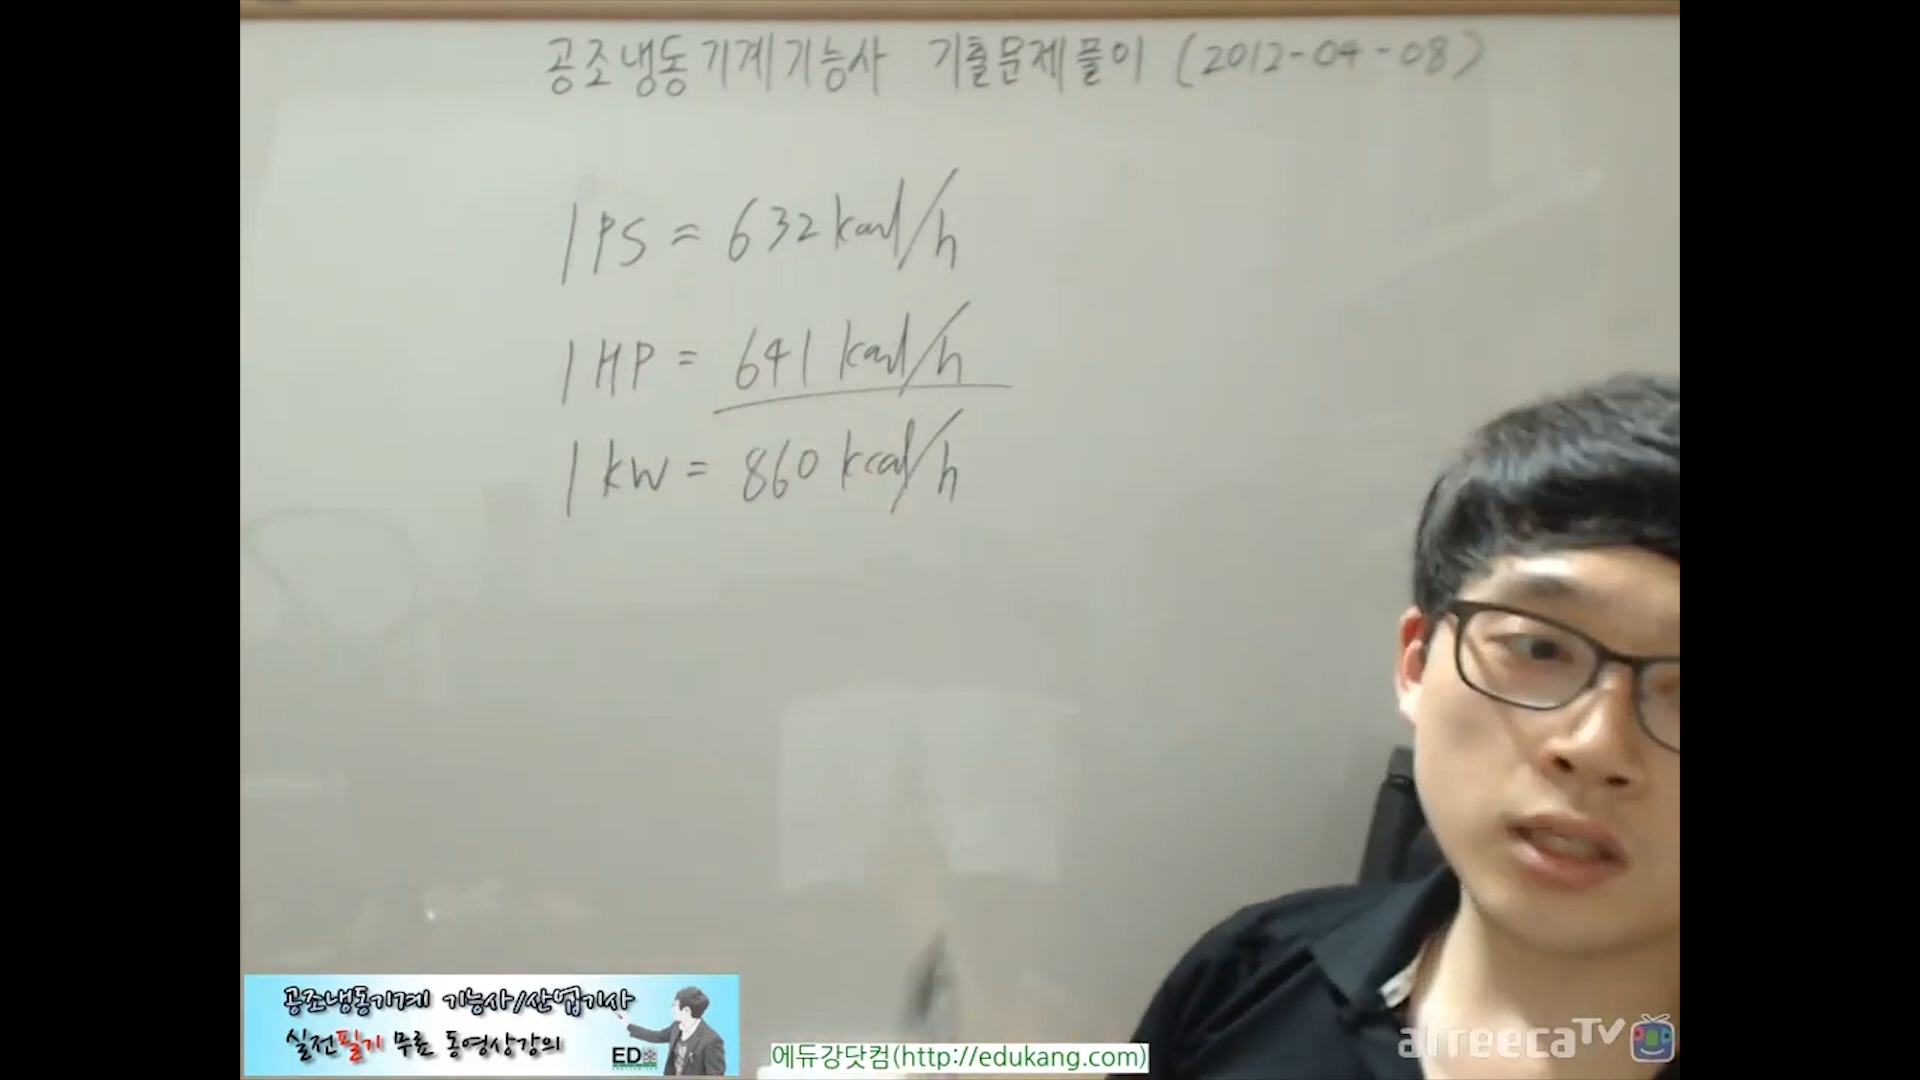 공조냉동기계기능사 기출문제풀이 (2012-04-08)
1PS = 632 kcal/h
1HP = 641 kcal/h
1kW = 860 kcal/h
공조냉동기계 기능사/산업기사
실전필기 무료 동영상강의
에듀강닷컴(http://edukang.com)
afreecaTV